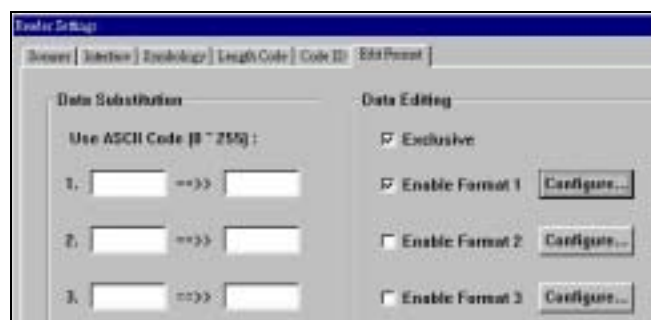 Reader Settings
Scanner | Interface | Symbology | Length Code | Code ID | Edit Format
Data Substitution
Use ASCII Code (0 ~ 255) :
1. ==>>
2. ==>>
3. ==>>
Data Editing
Exclusive
Enable Format 1 Configure...
Enable Format 2 Configure...
Enable Format 3 Configure...